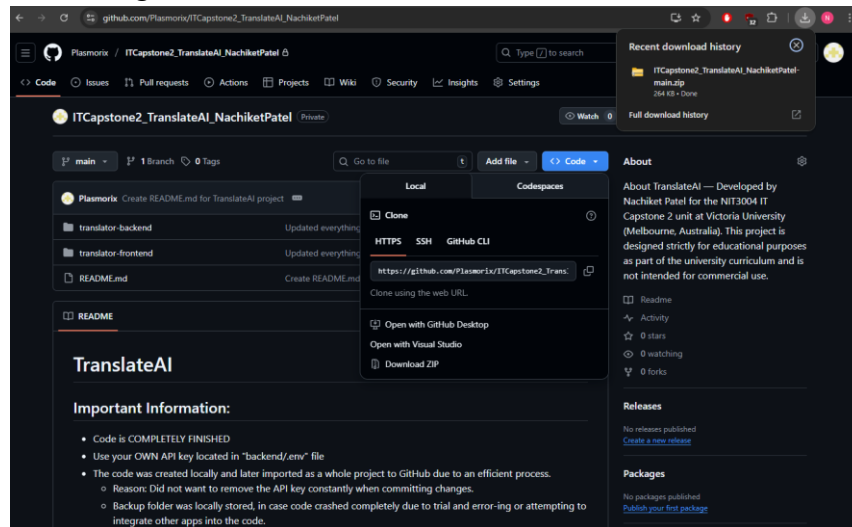 github.com/Plasmorix/ITCapstone2_TranslateAI_NachiketPatel
Plasmorix / ITCapstone2_TranslateAI_NachiketPatel
Type / to search
Recent download history
ITCapstone2_TranslateAI_NachiketPatel-
main.zip
264 KB • Done
Full download history
Code Issues Pull requests Actions Projects Wiki Security Insights Settings
ITCapstone2_TranslateAI_NachiketPatel Private
Watch 0
main 1 Branch 0 Tags
Go to file t
Add file
Code
Plasmorix Create README.md for TranslateAI project
translator-backend Updated everything
translator-frontend Updated everything
README.md Create README.md
Local Codespaces
Clone
HTTPS SSH GitHub CLI
https://github.com/Plasmorix/ITCapstone2_Trans
Clone using the web URL.
Open with GitHub Desktop
Open with Visual Studio
Download ZIP
README
TranslateAI
Important Information:
• Code is COMPLETELY FINISHED
• Use your OWN API key located in "backend/.env" file
• The code was created locally and later imported as a whole project to GitHub due to an efficient process.
Reason: Did not want to remove the API key constantly when committing changes.
Backup folder was locally stored, in case code crashed completely due to trial and error-ing or attempting to
integrate other apps into the code.
About
About TranslateAI — Developed by
Nachiket Patel for the NIT3004 IT
Capstone 2 unit at Victoria University
(Melbourne, Australia). This project is
designed strictly for educational purposes
as part of the university curriculum and is
not intended for commercial use.
Readme
Activity
0 stars
0 watching
0 forks
Releases
No releases published
Create a new release
Packages
No packages published
Publish your first package